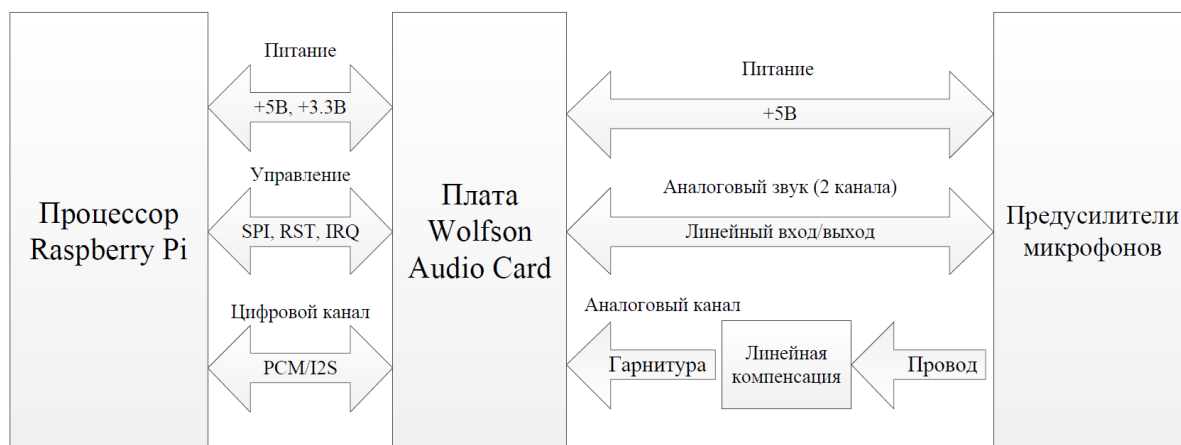 Процессор
Raspberry Pi
Питание
+5В, +3.3В
Управление
SPI, RST, IRQ
Цифровой канал
PCM/I2S
Плата
Wolfson
Audio Card
Питание
+5В
Аналоговый звук (2 канала)
Линейный вход/выход
Аналоговый канал
Гарнитура
Линейная
компенсация
Провод
Предусилители
микрофонов